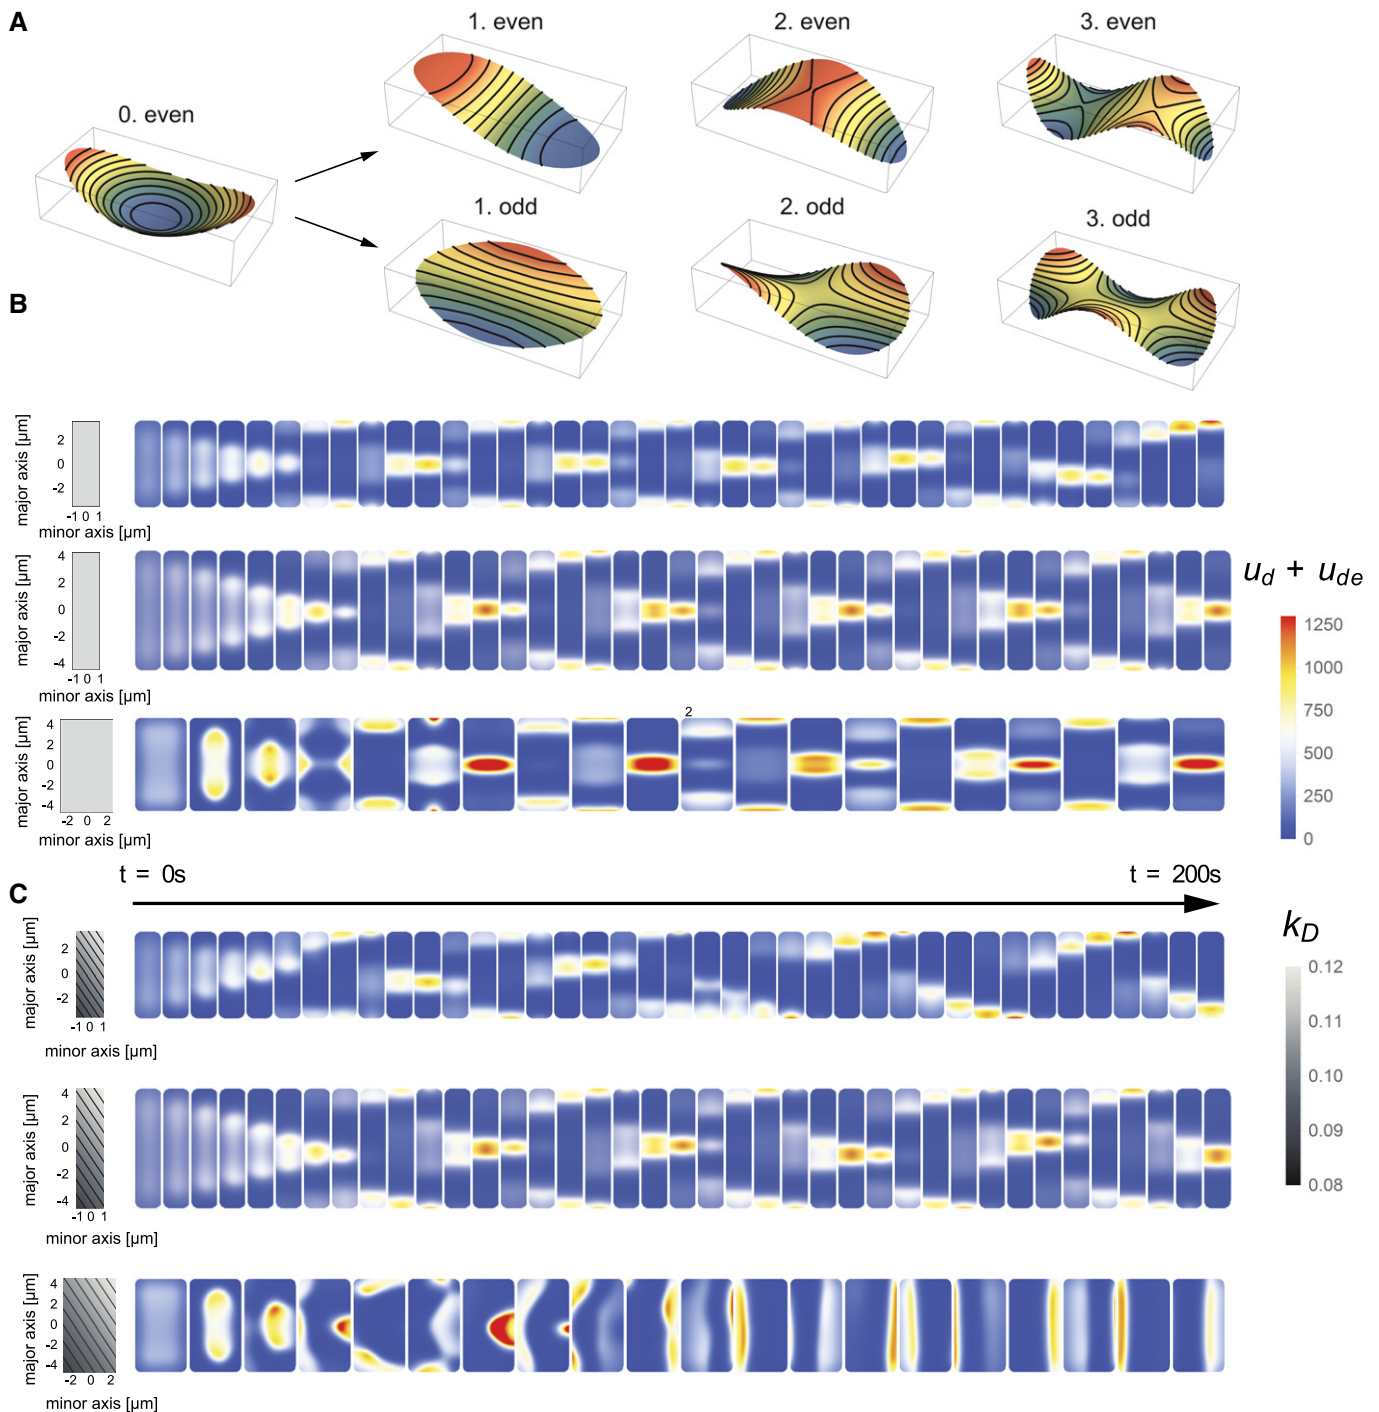 A
0. even
1. even
2. even
3. even
1. odd
2. odd
3. odd
B
major axis [µm]
2
0
-2
-1 0 1
minor axis [µm]
major axis [µm]
4
2
0
-2
-4
-1 0 1
minor axis [µm]
major axis [µm]
4
2
0
-2
-4
-2 0 2
minor axis [µm]
2
u_d + u_de
1250
1000
750
500
250
0
t = 0s
t = 200s
C
major axis [µm]
2
0
-2
-1 0 1
minor axis [µm]
major axis [µm]
4
2
0
-2
-4
-1 0 1
minor axis [µm]
major axis [µm]
4
2
0
-2
-4
-2 0 2
minor axis [µm]
k_D
0.12
0.11
0.10
0.09
0.08